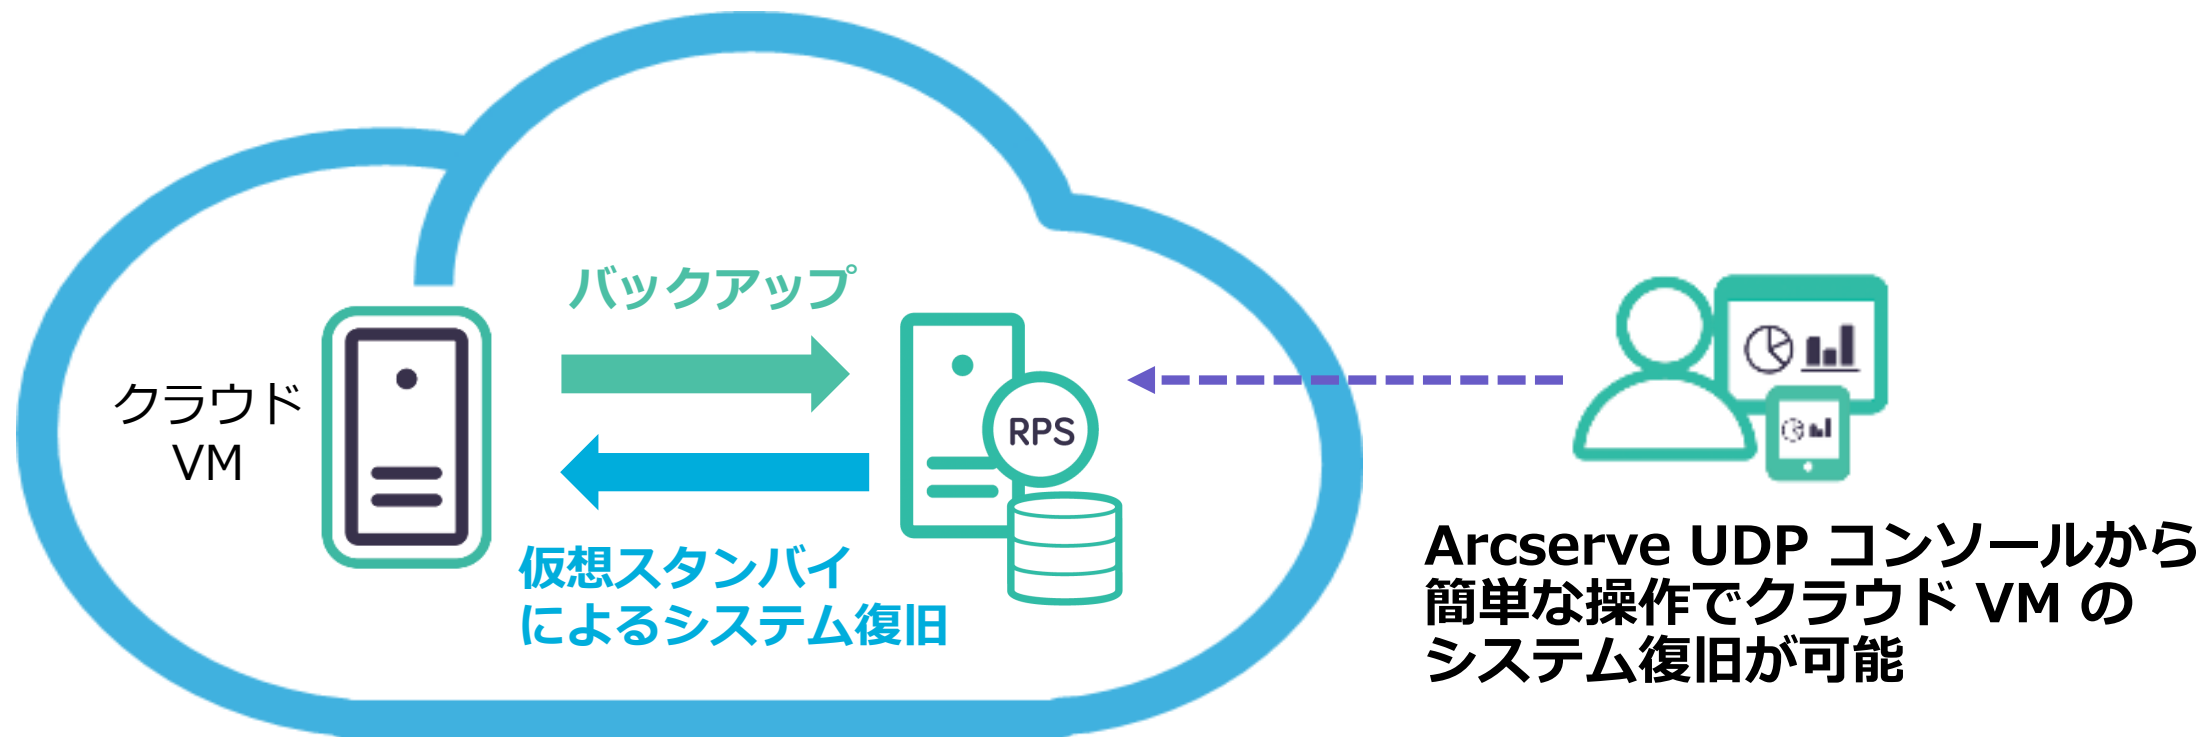 バックアップ
クラウド
VM
RPS
仮想スタンバイ
によるシステム復旧
Arcserve UDP コンソールから
簡単な操作でクラウド VM の
システム復旧が可能